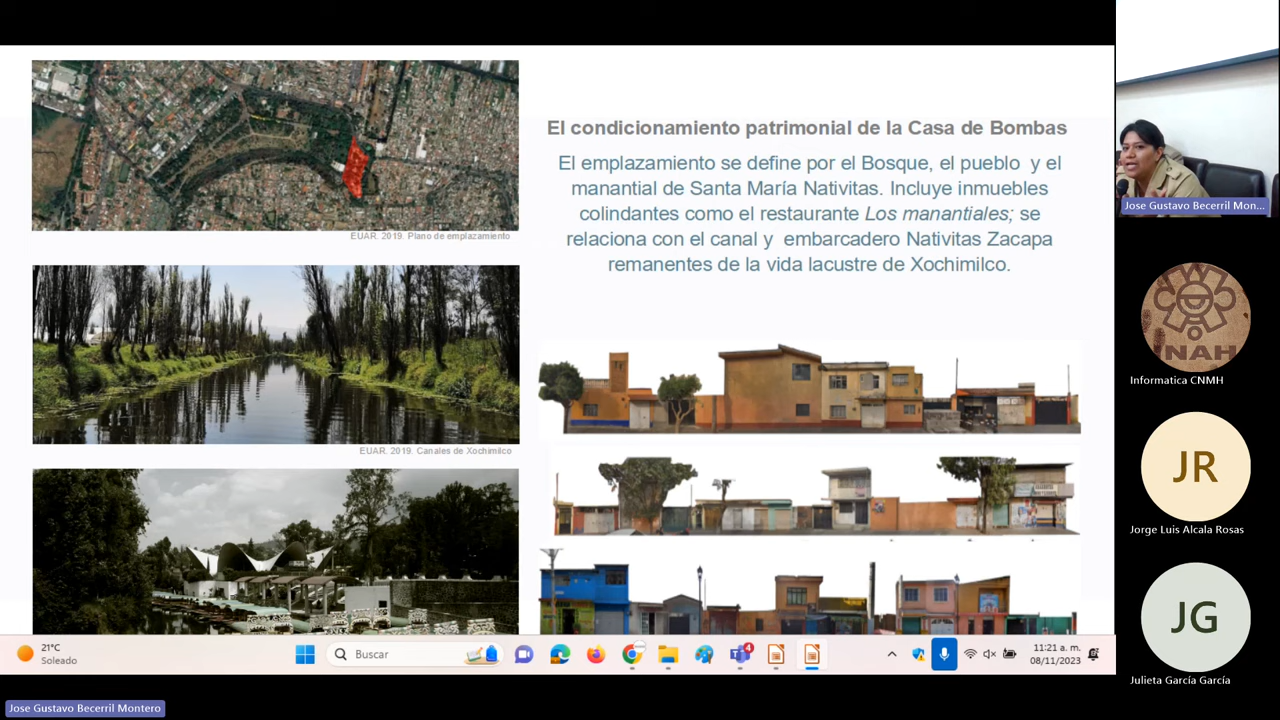 EUAR. 2019. Plano de emplazamiento
EUAR. 2019. Canales de Xochimilco
El condicionamiento patrimonial de la Casa de Bombas
El emplazamiento se define por el Bosque, el pueblo y el
manantial de Santa María Nativitas. Incluye inmuebles
colindantes como el restaurante Los manantiales; se
relaciona con el canal y embarcadero Nativitas Zacapa
remanentes de la vida lacustre de Xochimilco.
Jose Gustavo Becerril Mon...
INAH
Informatica CNMH
JR
Jorge Luis Alcala Rosas
JG
Julieta García García
21°C
Soleado
Buscar
4
11:21 a. m.
08/11/2023
Jose Gustavo Becerril Montero